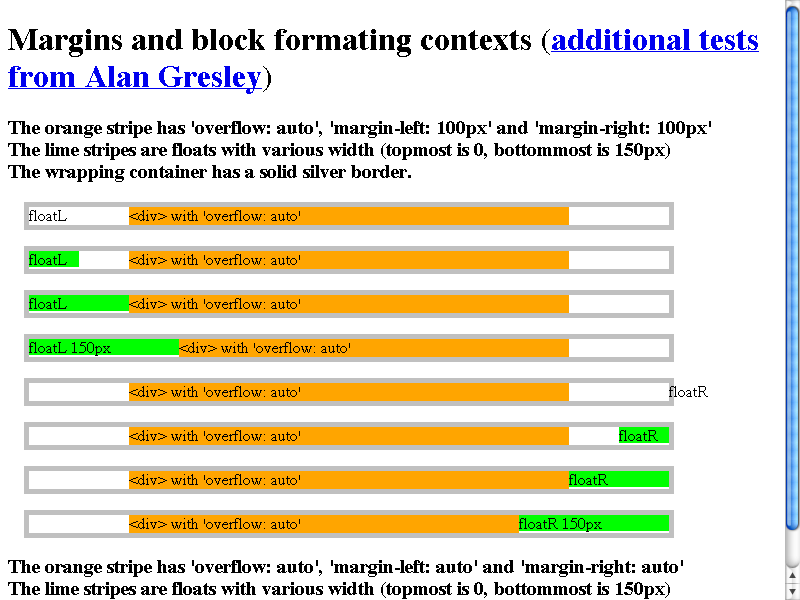 Margins and block formating contexts (additional tests
from Alan Gresley)
The orange stripe has 'overflow: auto', 'margin-left: 100px' and 'margin-right: 100px'
The lime stripes are floats with various width (topmost is 0, bottommost is 150px)
The wrapping container has a solid silver border.
floatL <div> with 'overflow: auto'
floatL <div> with 'overflow: auto'
floatL <div> with 'overflow: auto'
floatL 150px <div> with 'overflow: auto'
<div> with 'overflow: auto' floatR
<div> with 'overflow: auto' floatR
<div> with 'overflow: auto' floatR
<div> with 'overflow: auto' floatR 150px
The orange stripe has 'overflow: auto', 'margin-left: auto' and 'margin-right: auto'
The lime stripes are floats with various width (topmost is 0, bottommost is 150px)